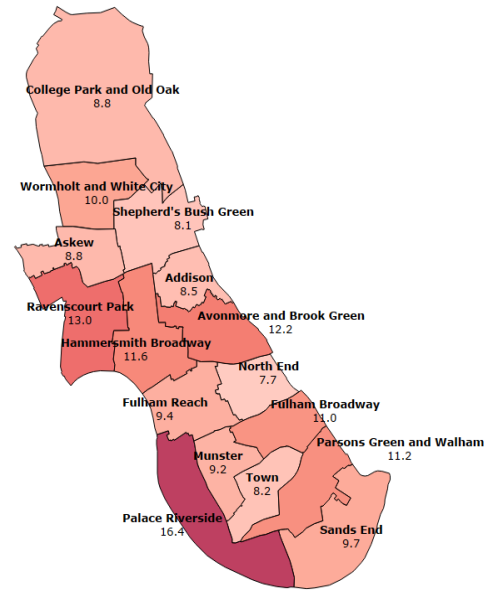 College Park and Old Oak
8.8
Wormholt and White City
10.0
Shepherd's Bush Green
8.1
Askew
8.8
Addison
8.5
Ravenscourt Park
13.0
Avonmore and Brook Green
12.2
Hammersmith Broadway
11.6
North End
7.7
Fulham Reach
9.4
Fulham Broadway
11.0
Parsons Green and Walham
11.2
Munster
9.2
Town
8.2
Palace Riverside
16.4
Sands End
9.7